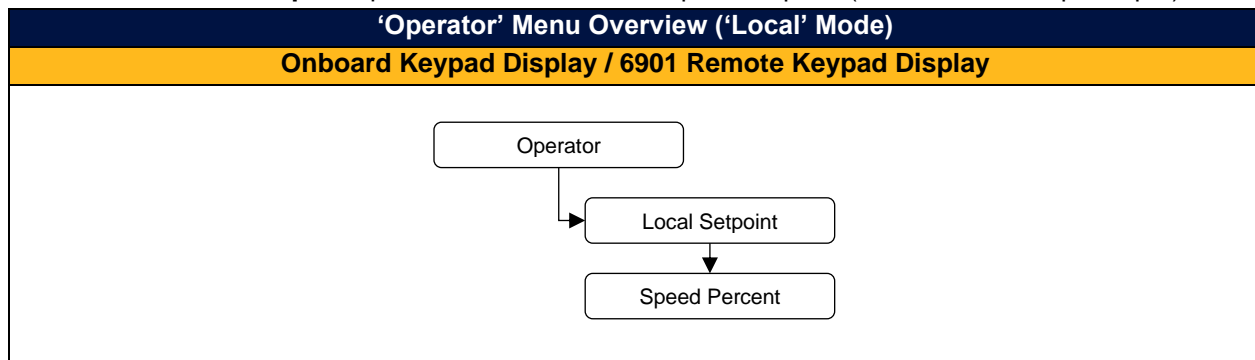 ‘Operator’ Menu Overview (‘Local’ Mode)
Onboard Keypad Display / 6901 Remote Keypad Display
Operator
Local Setpoint
Speed Percent